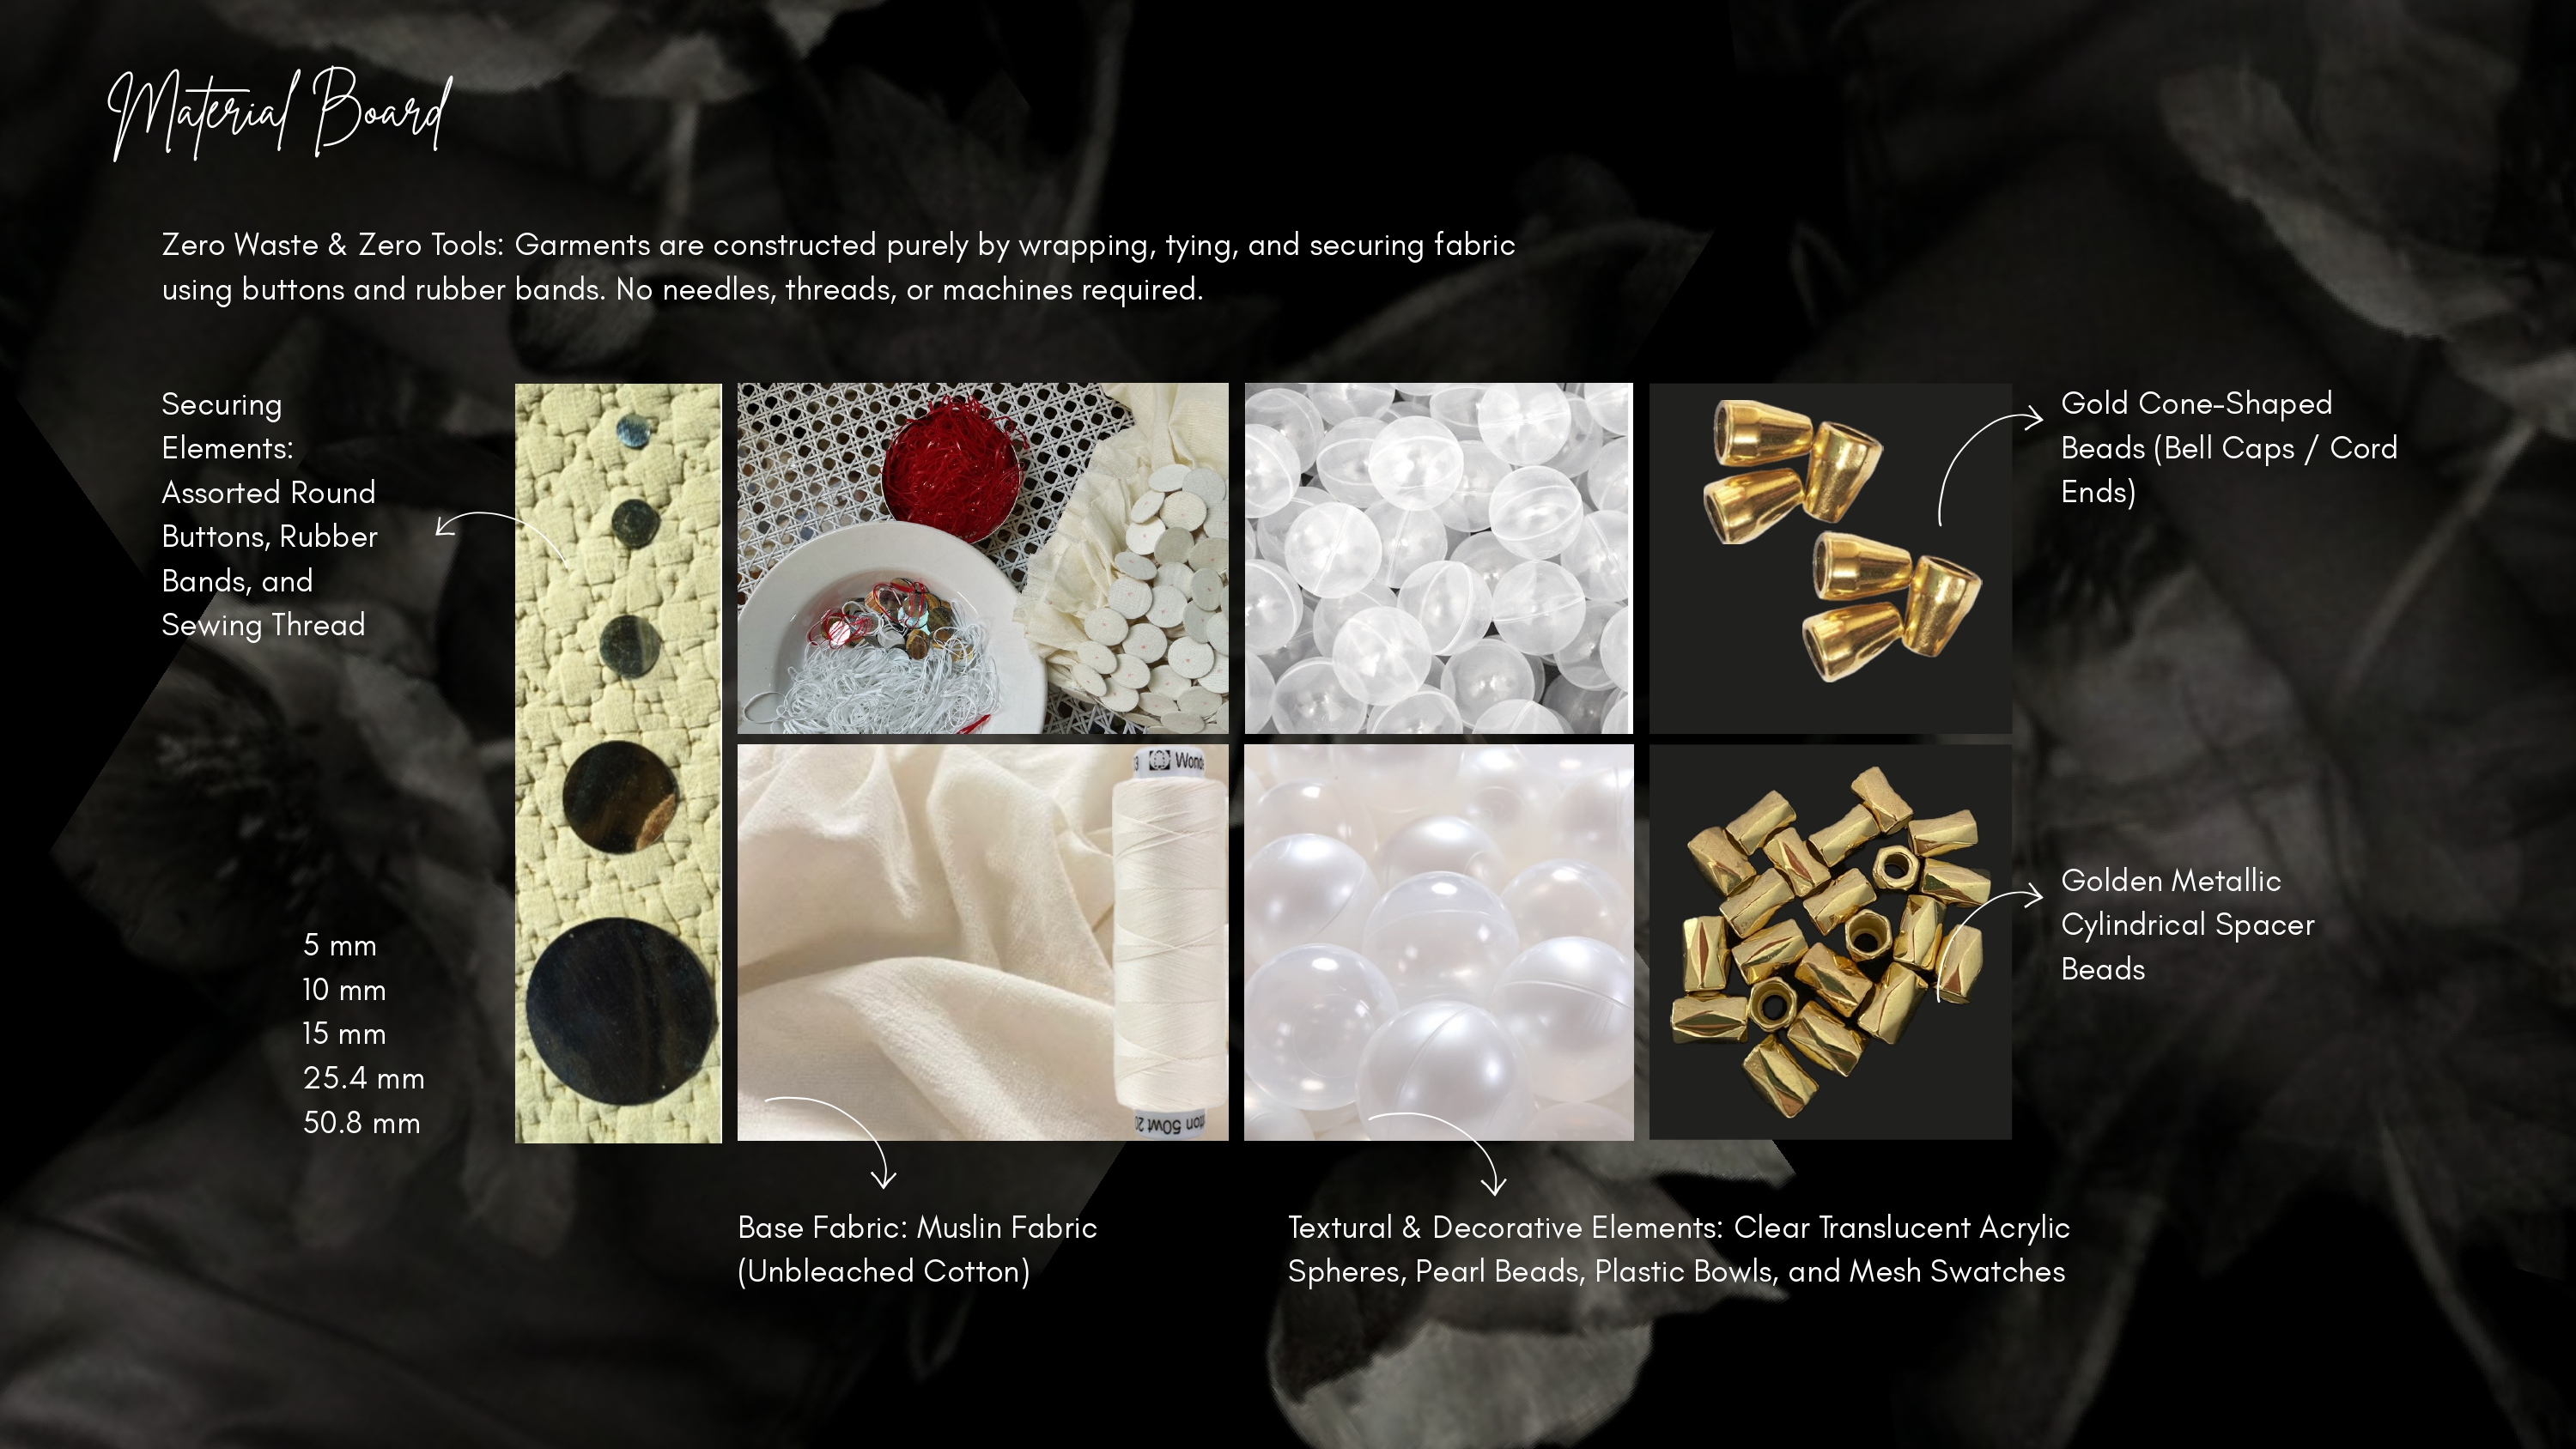 Material Board
Zero Waste & Zero Tools: Garments are constructed purely by wrapping, tying, and securing fabric
using buttons and rubber bands. No needles, threads, or machines required.
Securing
Elements:
Assorted Round
Buttons, Rubber
Bands, and
Sewing Thread
5 mm
10 mm
15 mm
25.4 mm
50.8 mm
3 Wond
50wt 20
Gold Cone-Shaped
Beads (Bell Caps / Cord
Ends)
Golden Metallic
Cylindrical Spacer
Beads
Base Fabric: Muslin Fabric
(Unbleached Cotton)
Textural & Decorative Elements: Clear Translucent Acrylic
Spheres, Pearl Beads, Plastic Bowls, and Mesh Swatches